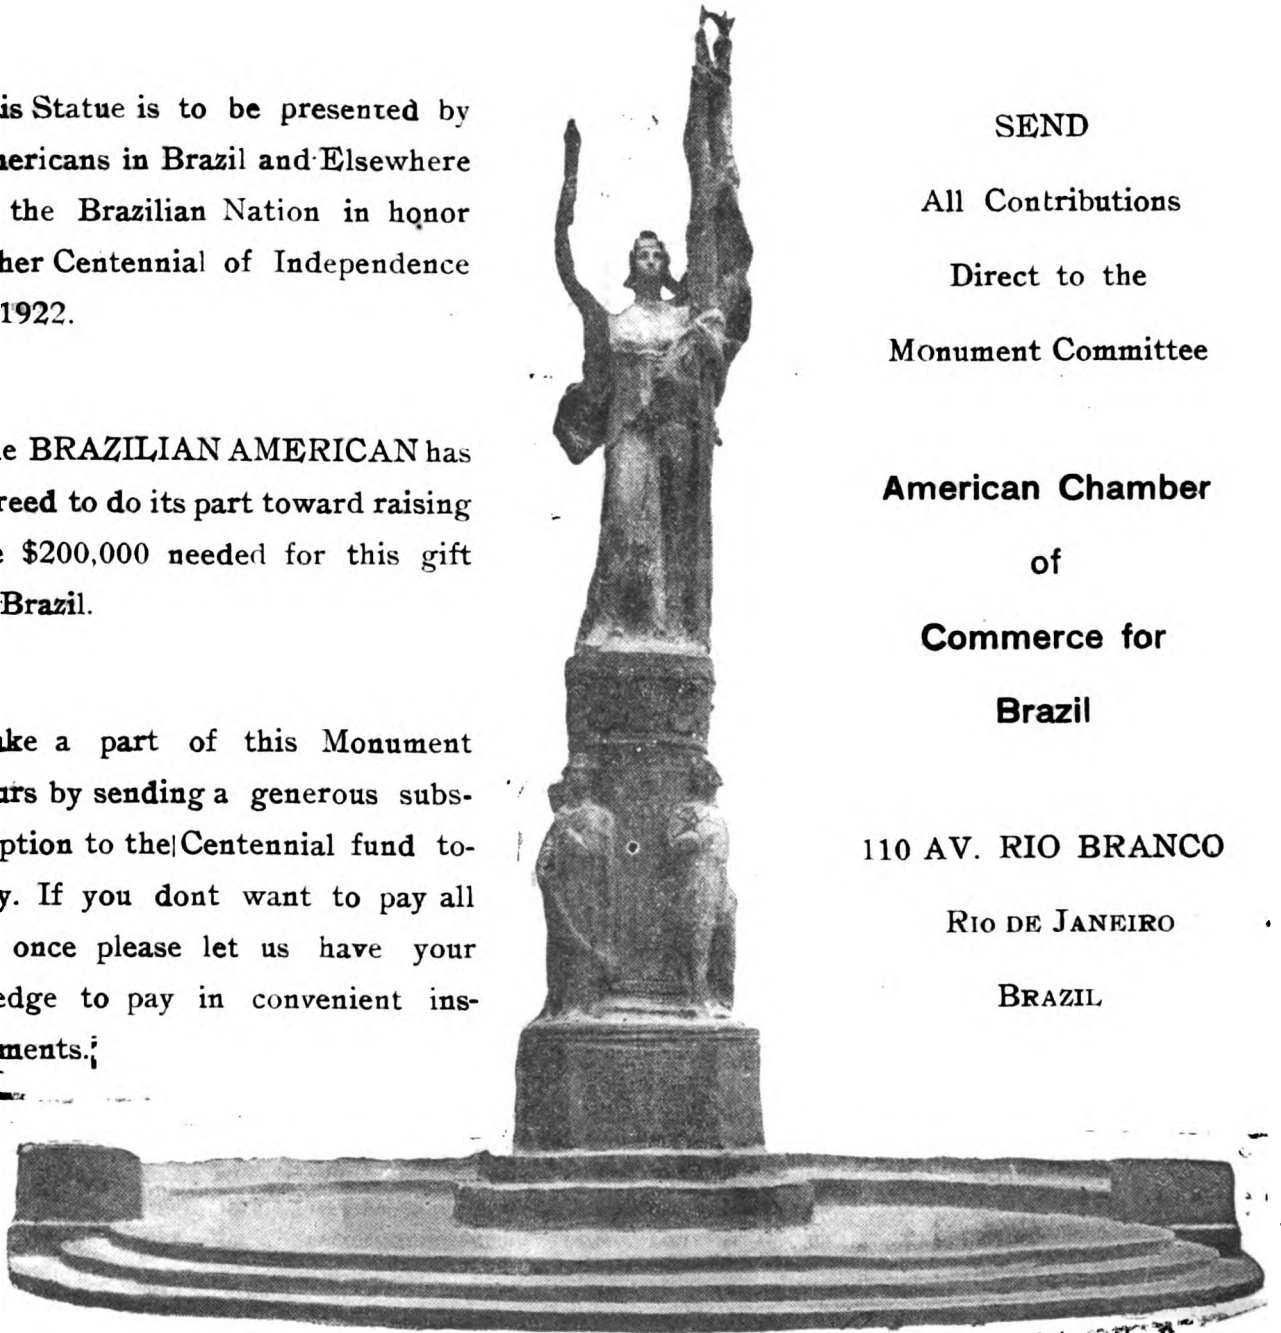 is Statue is to be presented by
ericans in Brazil and Elsewhere
the Brazilian Nation in honor
her Centennial of Independence
1922.
e BRAZILIAN AMERICAN has
reed to do its part toward raising
e $200,000 needed for this gift
Brazil.
ke a part of this Monument
urs by sending a generous subs-
ption to the Centennial fund to-
y. If you dont want to pay all
once please let us have your
edge to pay in convenient ins-
ments.
SEND
All Contributions
Direct to the
Monument Committee
American Chamber
of
Commerce for
Brazil
110 AV. RIO BRANCO
RIO DE JANEIRO
BRAZIL